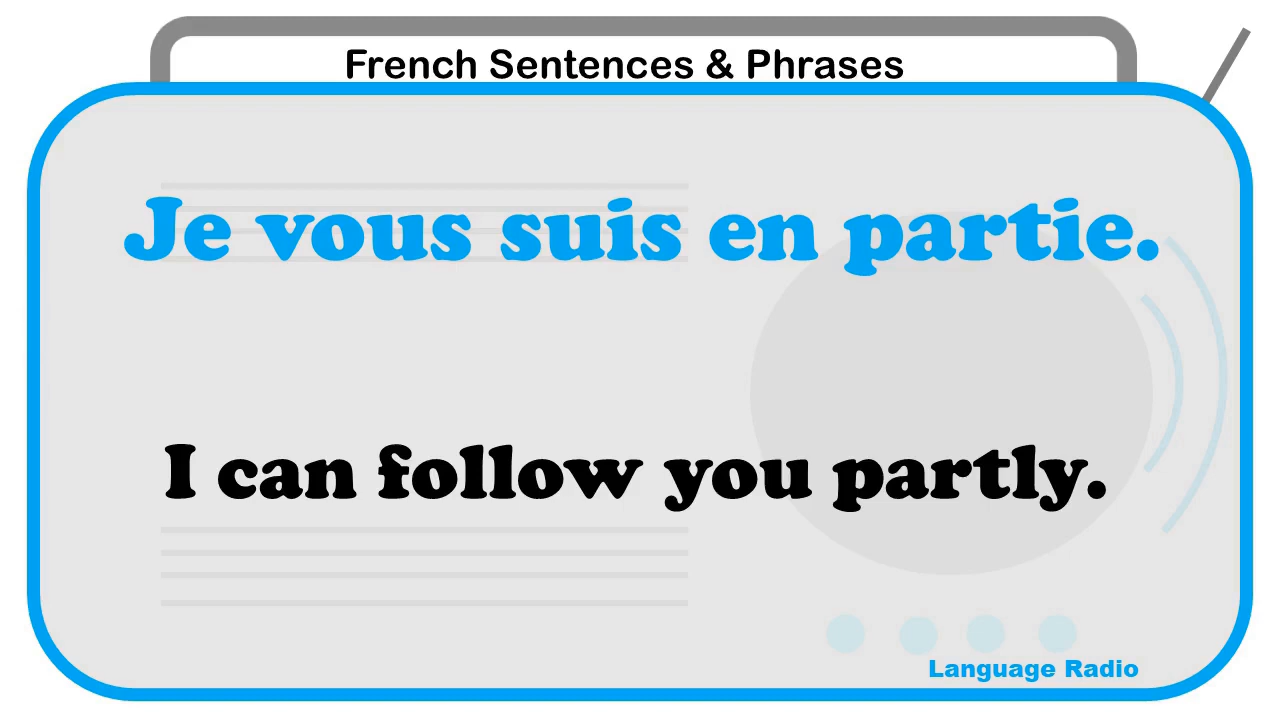 French Sentences & Phrases
Je vous suis en partie.
I can follow you partly.
Language Radio